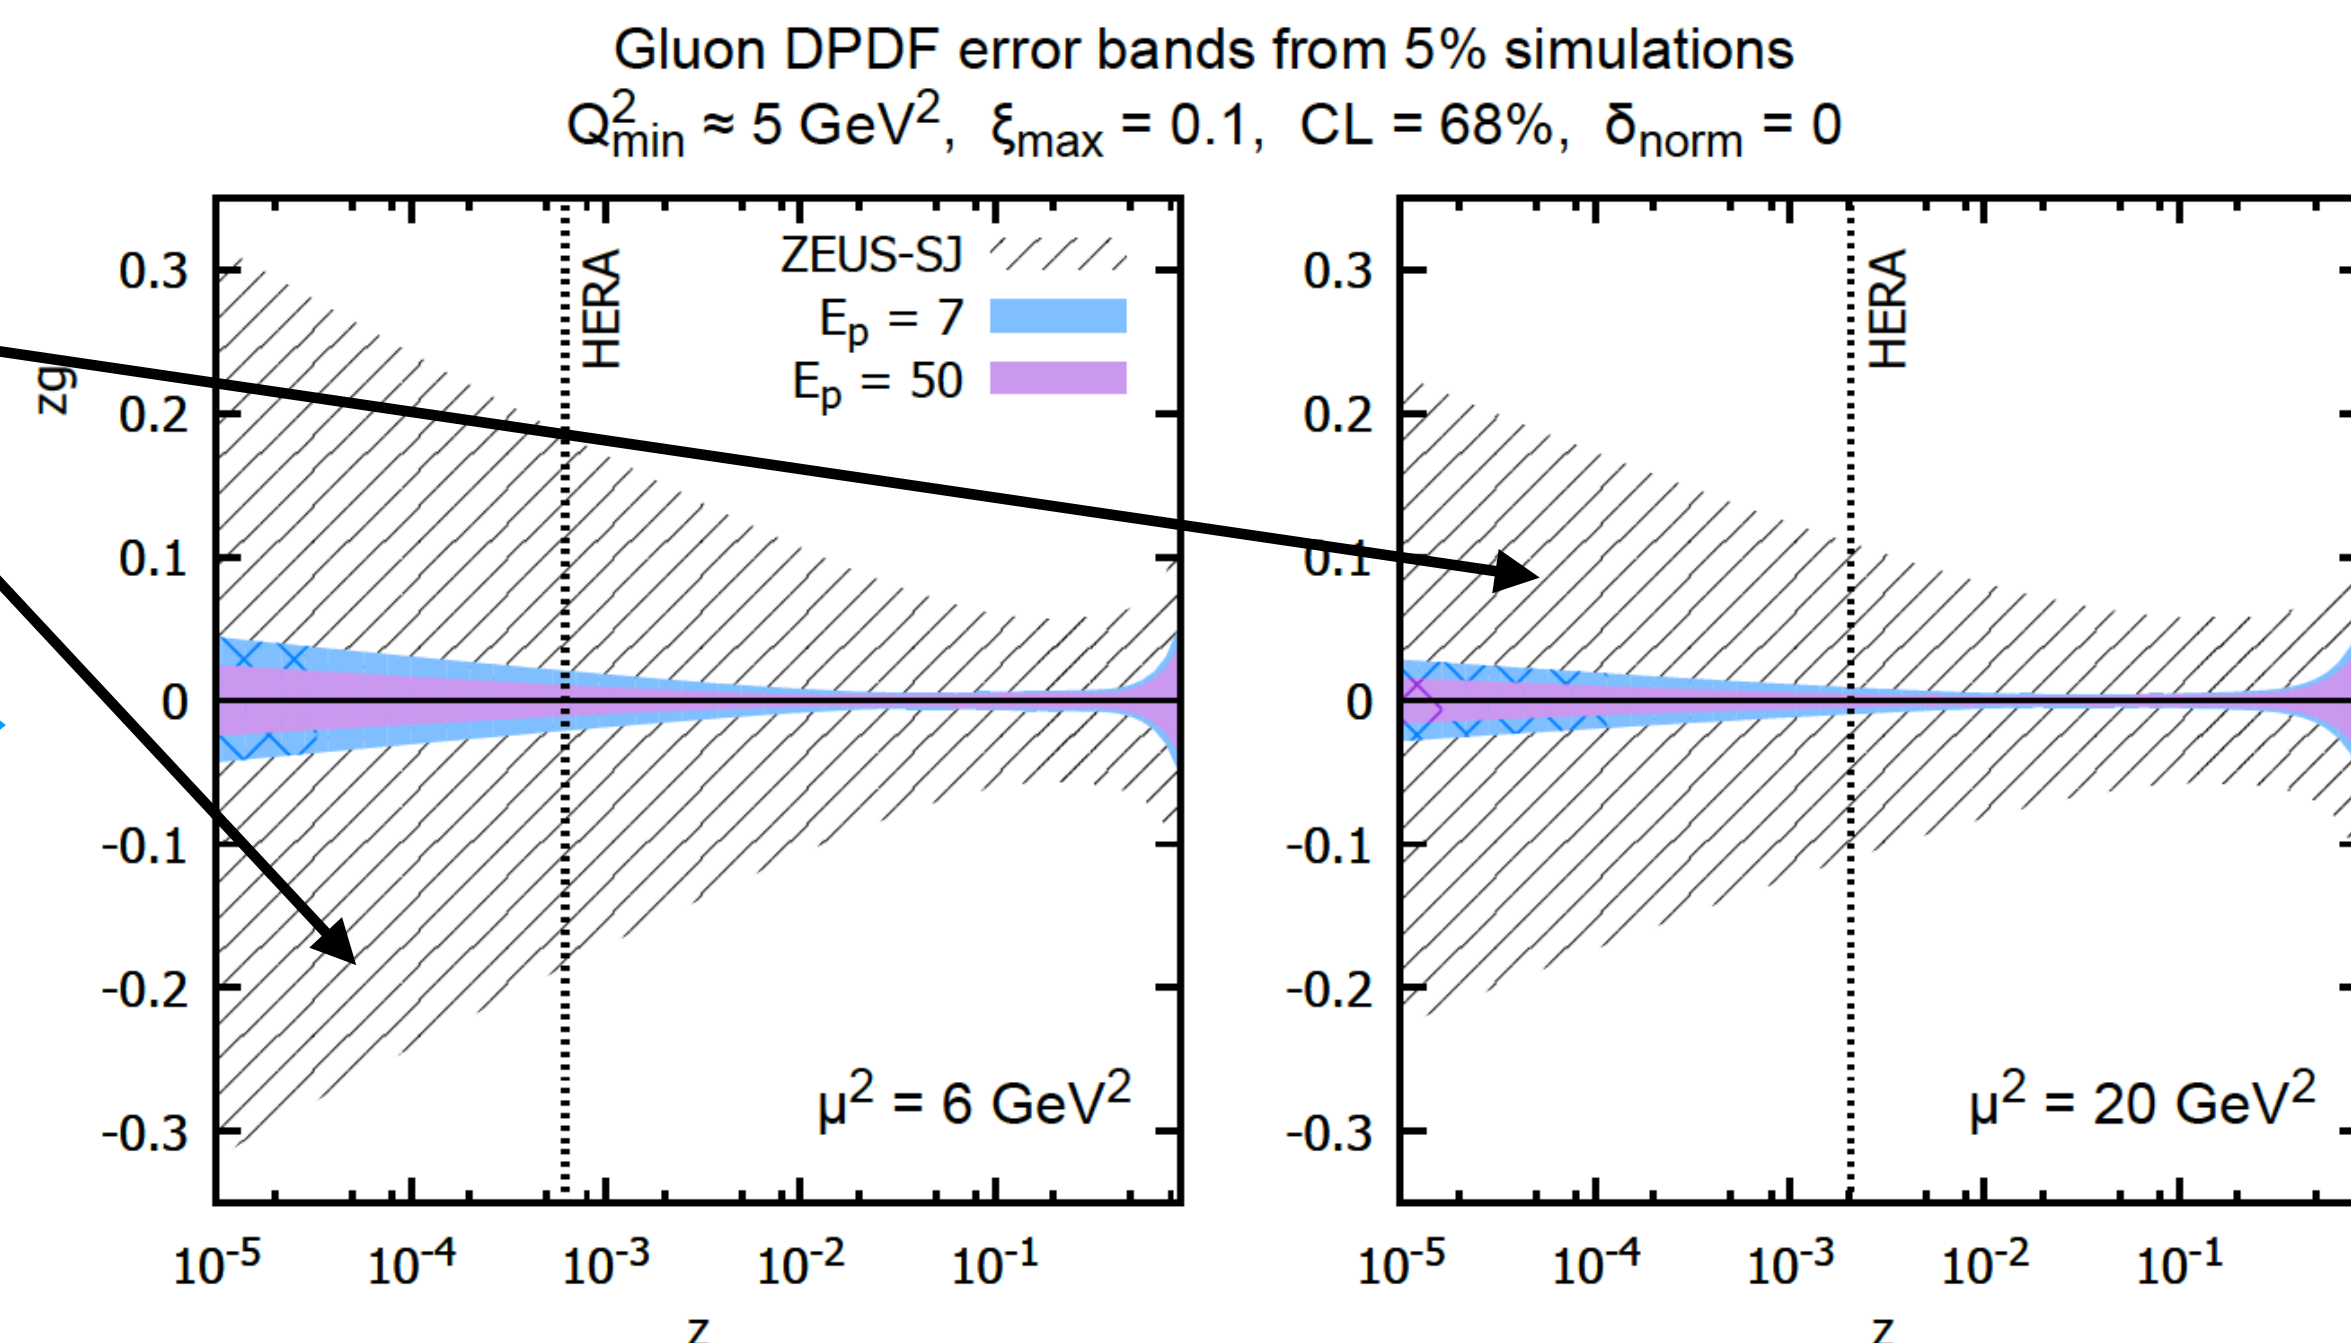 Gluon DPDF error bands from 5% simulations
Q²min ≈ 5 GeV², ξmax = 0.1, CL = 68%, δnorm = 0
zg
0.3
0.2
0.1
0
-0.1
-0.2
-0.3
HERA
ZEUS-SJ
Ep = 7
Ep = 50
μ² = 6 GeV²
10⁻⁵ 10⁻⁴ 10⁻³ 10⁻² 10⁻¹
z
0.3
0.2
0.1
0
-0.1
-0.2
-0.3
HERA
μ² = 20 GeV²
10⁻⁵ 10⁻⁴ 10⁻³ 10⁻² 10⁻¹
z